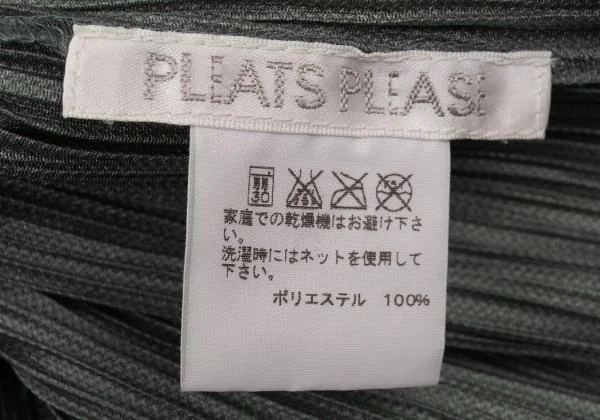 PLEATS PLEASE
30
家庭での乾燥機はお避け下さ
い。
洗濯時にはネットを使用して
下さい。
ポリエステル 100%